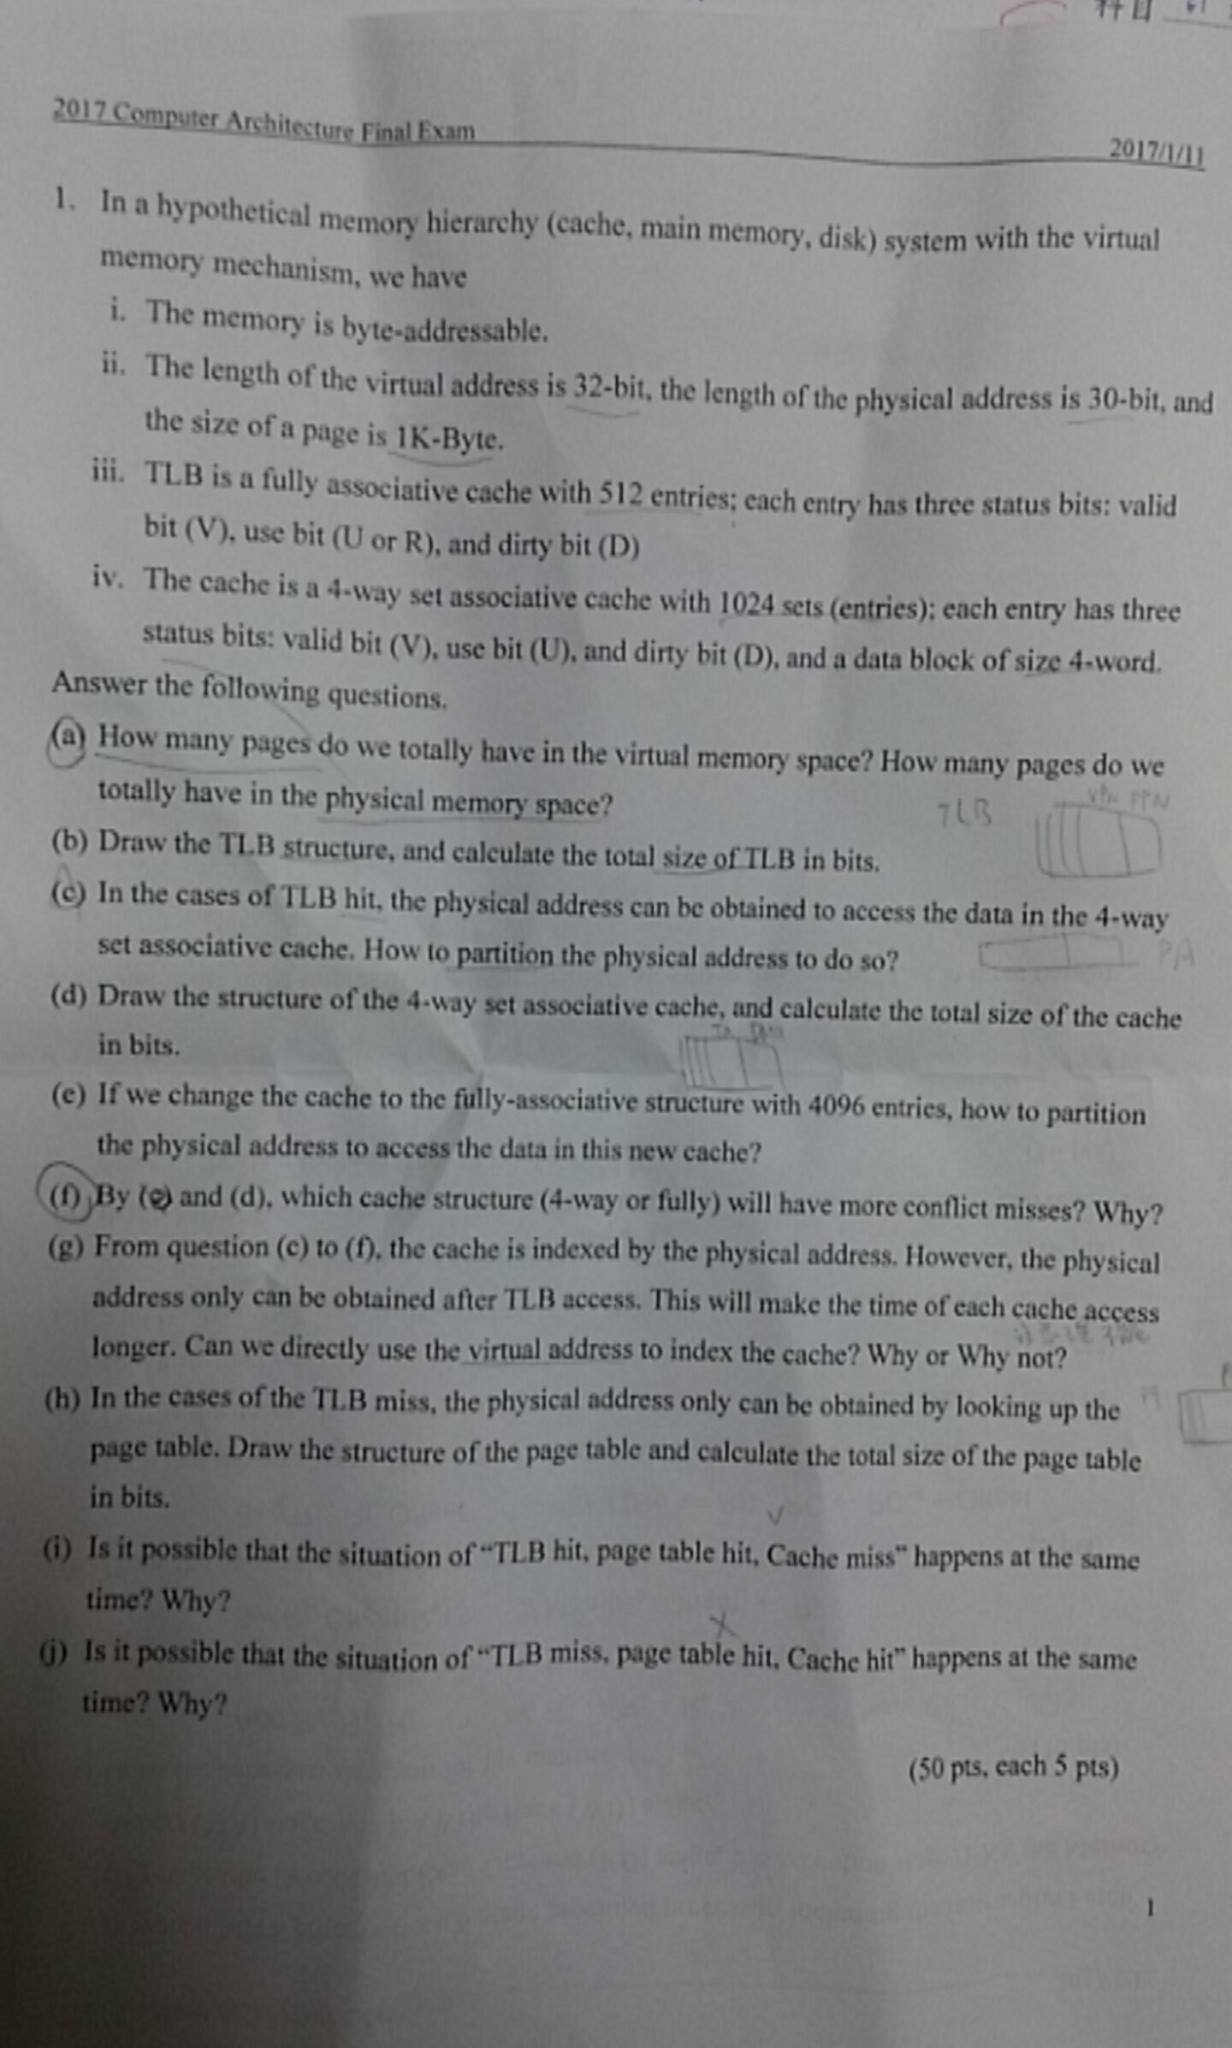 科目
2017 Computer Architecture Final Exam
2017/1/11
1. In a hypothetical memory hierarchy (cache, main memory, disk) system with the virtual
memory mechanism, we have
i. The memory is byte-addressable.
ii. The length of the virtual address is 32-bit, the length of the physical address is 30-bit, and
the size of a page is 1K-Byte.
iii. TLB is a fully associative cache with 512 entries; each entry has three status bits: valid
bit (V), use bit (U or R), and dirty bit (D)
iv. The cache is a 4-way set associative cache with 1024 sets (entries); each entry has three
status bits: valid bit (V), use bit (U), and dirty bit (D), and a data block of size 4-word.
Answer the following questions.
(a) How many pages do we totally have in the virtual memory space? How many pages do we
totally have in the physical memory space?
TLB
VPN PPN
(b) Draw the TLB structure, and calculate the total size of TLB in bits.
(c) In the cases of TLB hit, the physical address can be obtained to access the data in the 4-way
set associative cache. How to partition the physical address to do so?
PA
(d) Draw the structure of the 4-way set associative cache, and calculate the total size of the cache
in bits.
(e) If we change the cache to the fully-associative structure with 4096 entries, how to partition
the physical address to access the data in this new cache?
(f) By (e) and (d), which cache structure (4-way or fully) will have more conflict misses? Why?
(g) From question (c) to (f), the cache is indexed by the physical address. However, the physical
address only can be obtained after TLB access. This will make the time of each cache access
longer. Can we directly use the virtual address to index the cache? Why or Why not?
(h) In the cases of the TLB miss, the physical address only can be obtained by looking up the
page table. Draw the structure of the page table and calculate the total size of the page table
in bits.
(i) Is it possible that the situation of "TLB hit, page table hit, Cache miss" happens at the same
time? Why?
(j) Is it possible that the situation of "TLB miss, page table hit, Cache hit" happens at the same
time? Why?
(50 pts, each 5 pts)
1